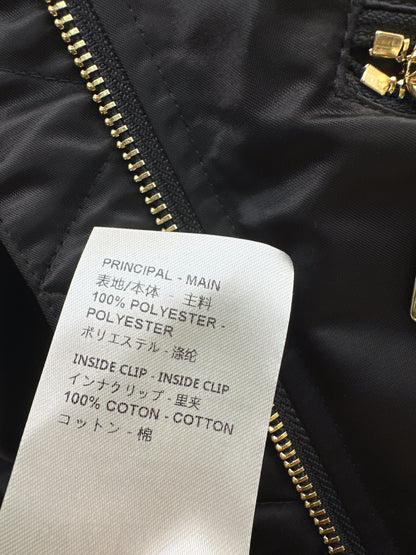 PRINCIPAL - MAIN
表地/本体 - 主料
100% POLYESTER -
POLYESTER
ポリエステル - 涤纶
INSIDE CLIP - INSIDE CLIP
インナクリップ - 里夹
100% COTON - COTTON
コットン - 棉